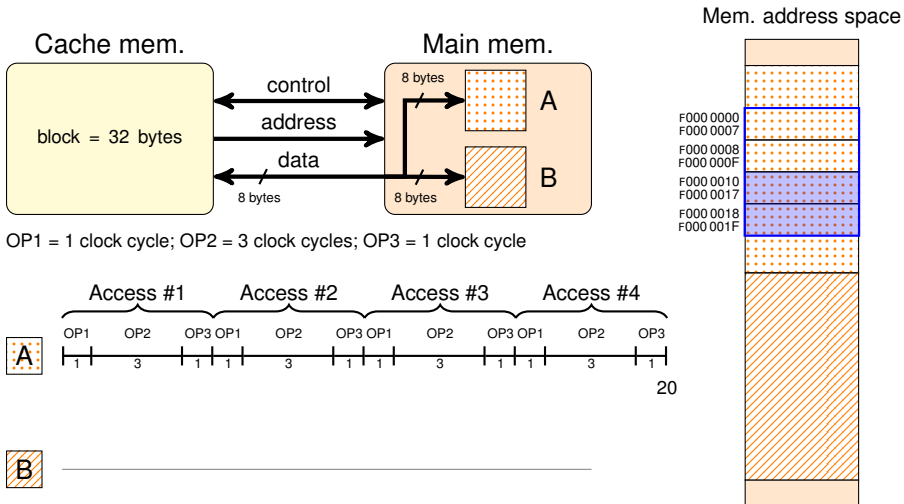 Mem. address space
Cache mem.
Main mem.
block = 32 bytes
control
address
data
8 bytes
8 bytes
8 bytes
A
B
F000 0000
F000 0007
F000 0008
F000 000F
F000 0010
F000 0017
F000 0018
F000 001F
OP1 = 1 clock cycle; OP2 = 3 clock cycles; OP3 = 1 clock cycle
Access #1 Access #2 Access #3 Access #4
OP1 OP2 OP3 OP1 OP2 OP3 OP1 OP2 OP3 OP1 OP2 OP3
A
1 3 1 1 3 1 1 3 1 1 3 1
20
B